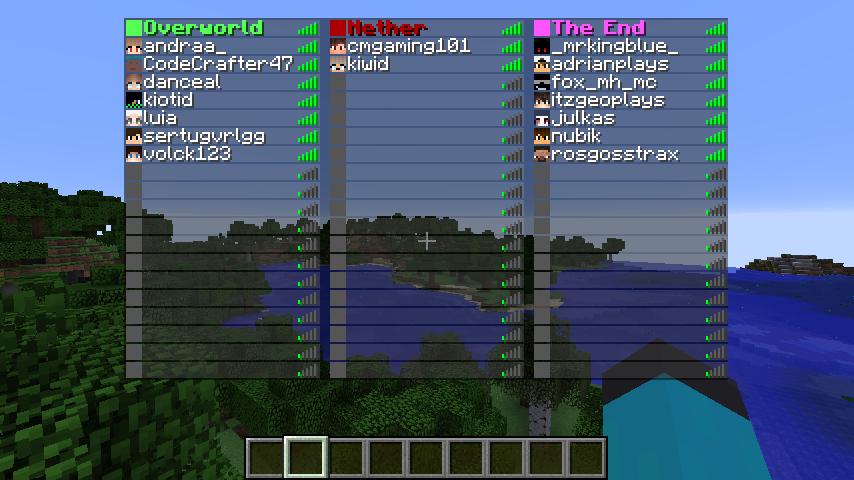 Overworld
andraa_
CodeCrafter47
danceal
kiotid
luia
sertugvrlgg
volck123
Nether
cmgaming101
kiwid
The End
_mrkingblue_
adrianplays
fox_mh_mc
itzgeoplays
julkas
nubik
rosgosstrax